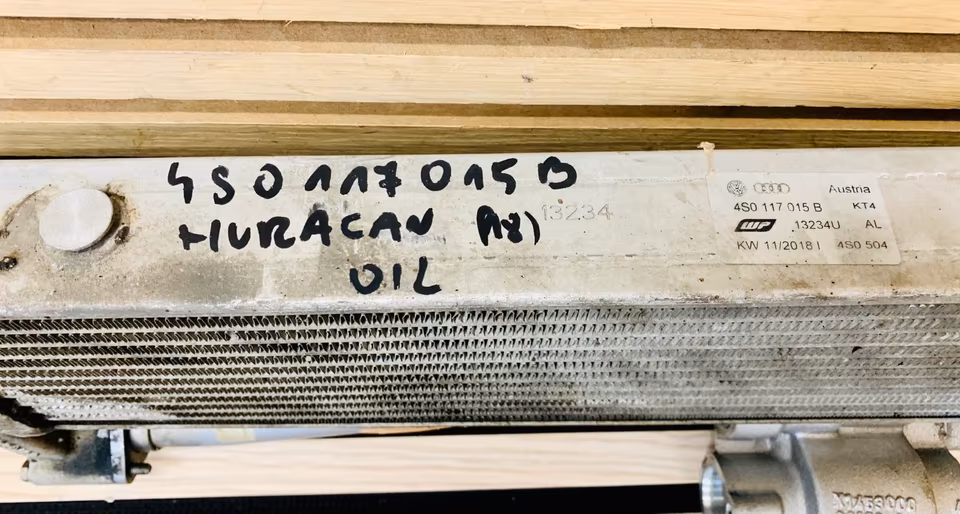 4S0 117 015 B
HURACAN (R8)
OIL
13234
Austria
4S0 117 015 B KT4
WP 13234U AL
KW 11/2018 I 4S0 504